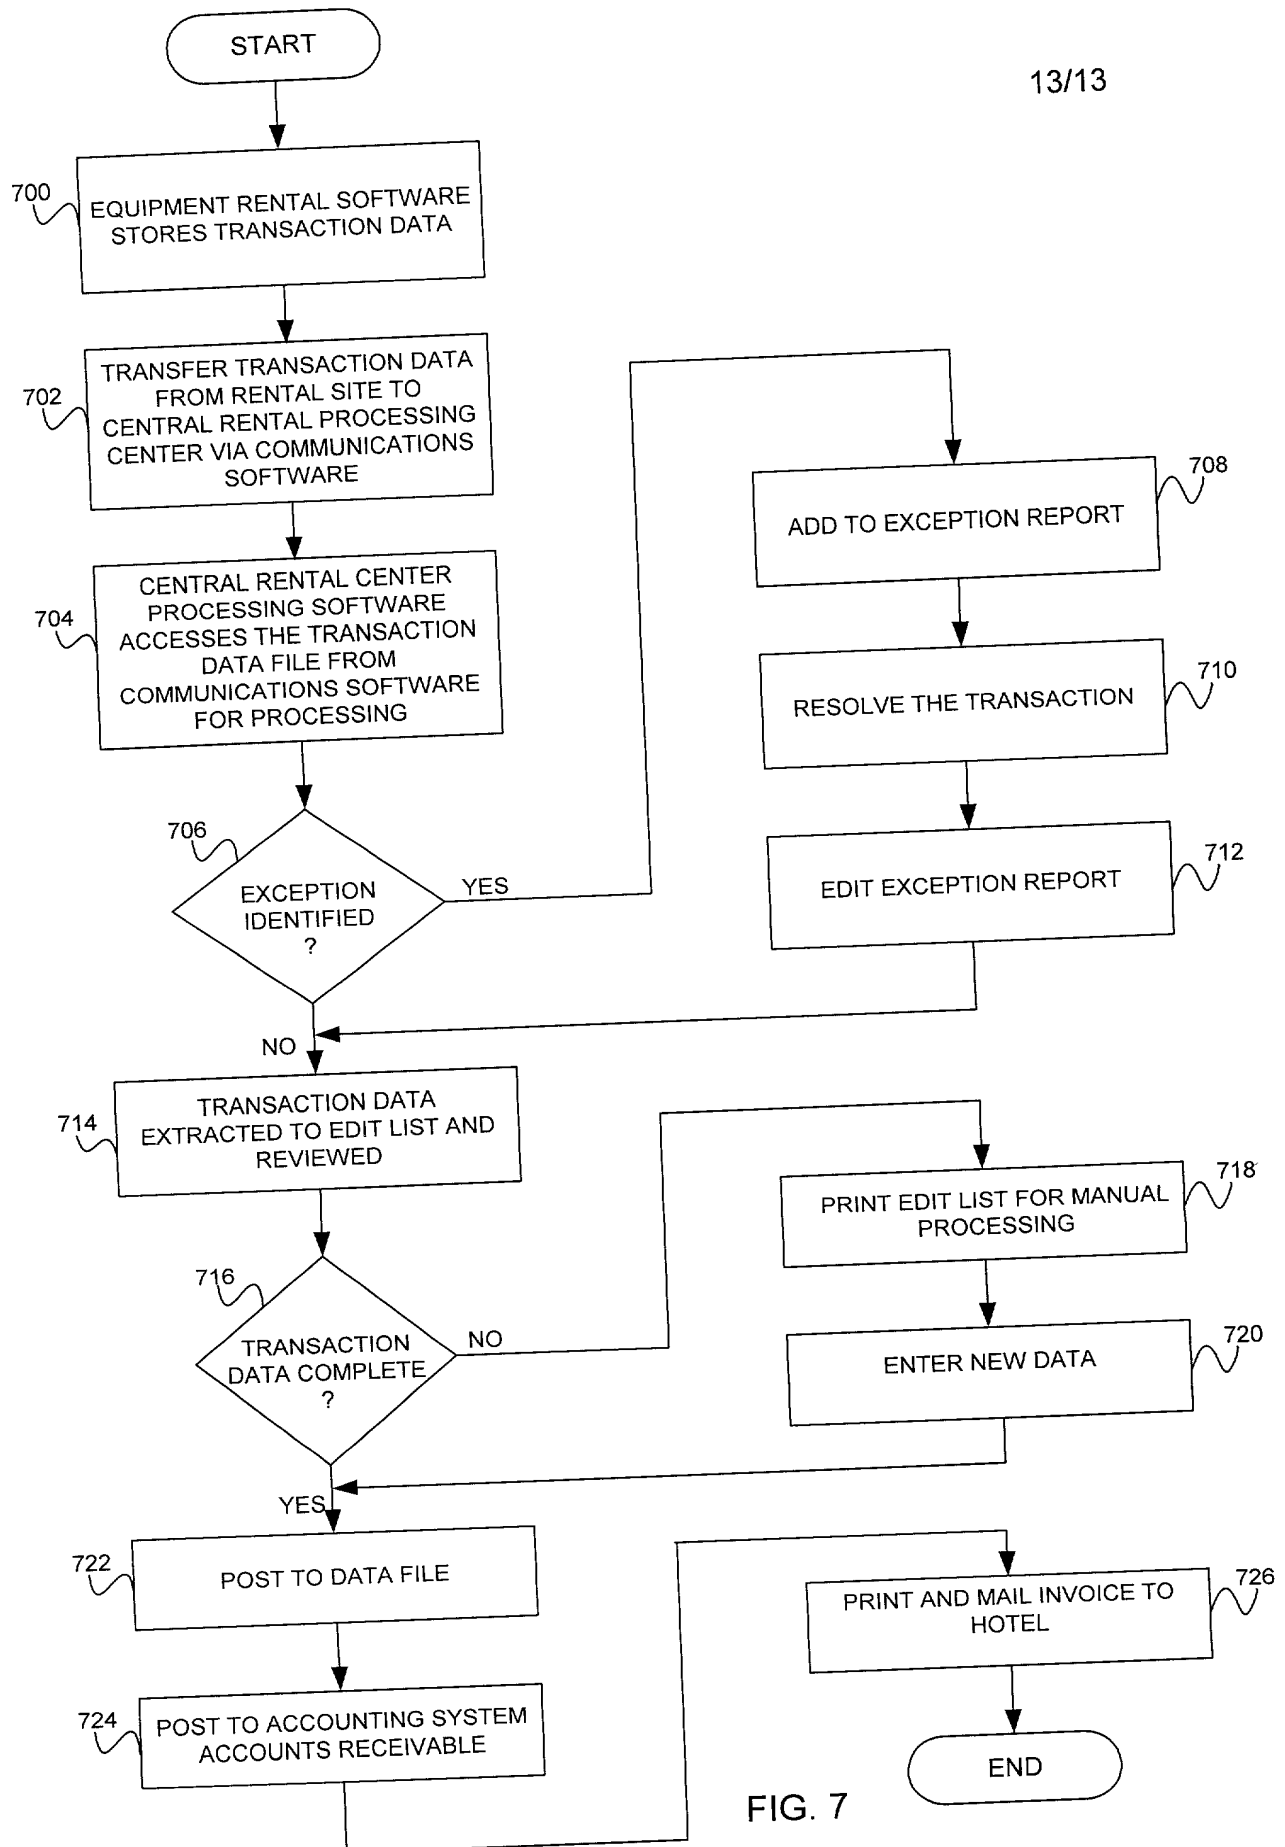 START
13/13
700
EQUIPMENT RENTAL SOFTWARE
STORES TRANSACTION DATA
702
TRANSFER TRANSACTION DATA
FROM RENTAL SITE TO
CENTRAL RENTAL PROCESSING
CENTER VIA COMMUNICATIONS
SOFTWARE
704
CENTRAL RENTAL CENTER
PROCESSING SOFTWARE
ACCESSES THE TRANSACTION
DATA FILE FROM
COMMUNICATIONS SOFTWARE
FOR PROCESSING
706
EXCEPTION
IDENTIFIED
?
YES
708
ADD TO EXCEPTION REPORT
710
RESOLVE THE TRANSACTION
712
EDIT EXCEPTION REPORT
NO
714
TRANSACTION DATA
EXTRACTED TO EDIT LIST AND
REVIEWED
716
TRANSACTION
DATA COMPLETE
?
NO
718
PRINT EDIT LIST FOR MANUAL
PROCESSING
720
ENTER NEW DATA
YES
722
POST TO DATA FILE
724
POST TO ACCOUNTING SYSTEM
ACCOUNTS RECEIVABLE
726
PRINT AND MAIL INVOICE TO
HOTEL
END
FIG. 7